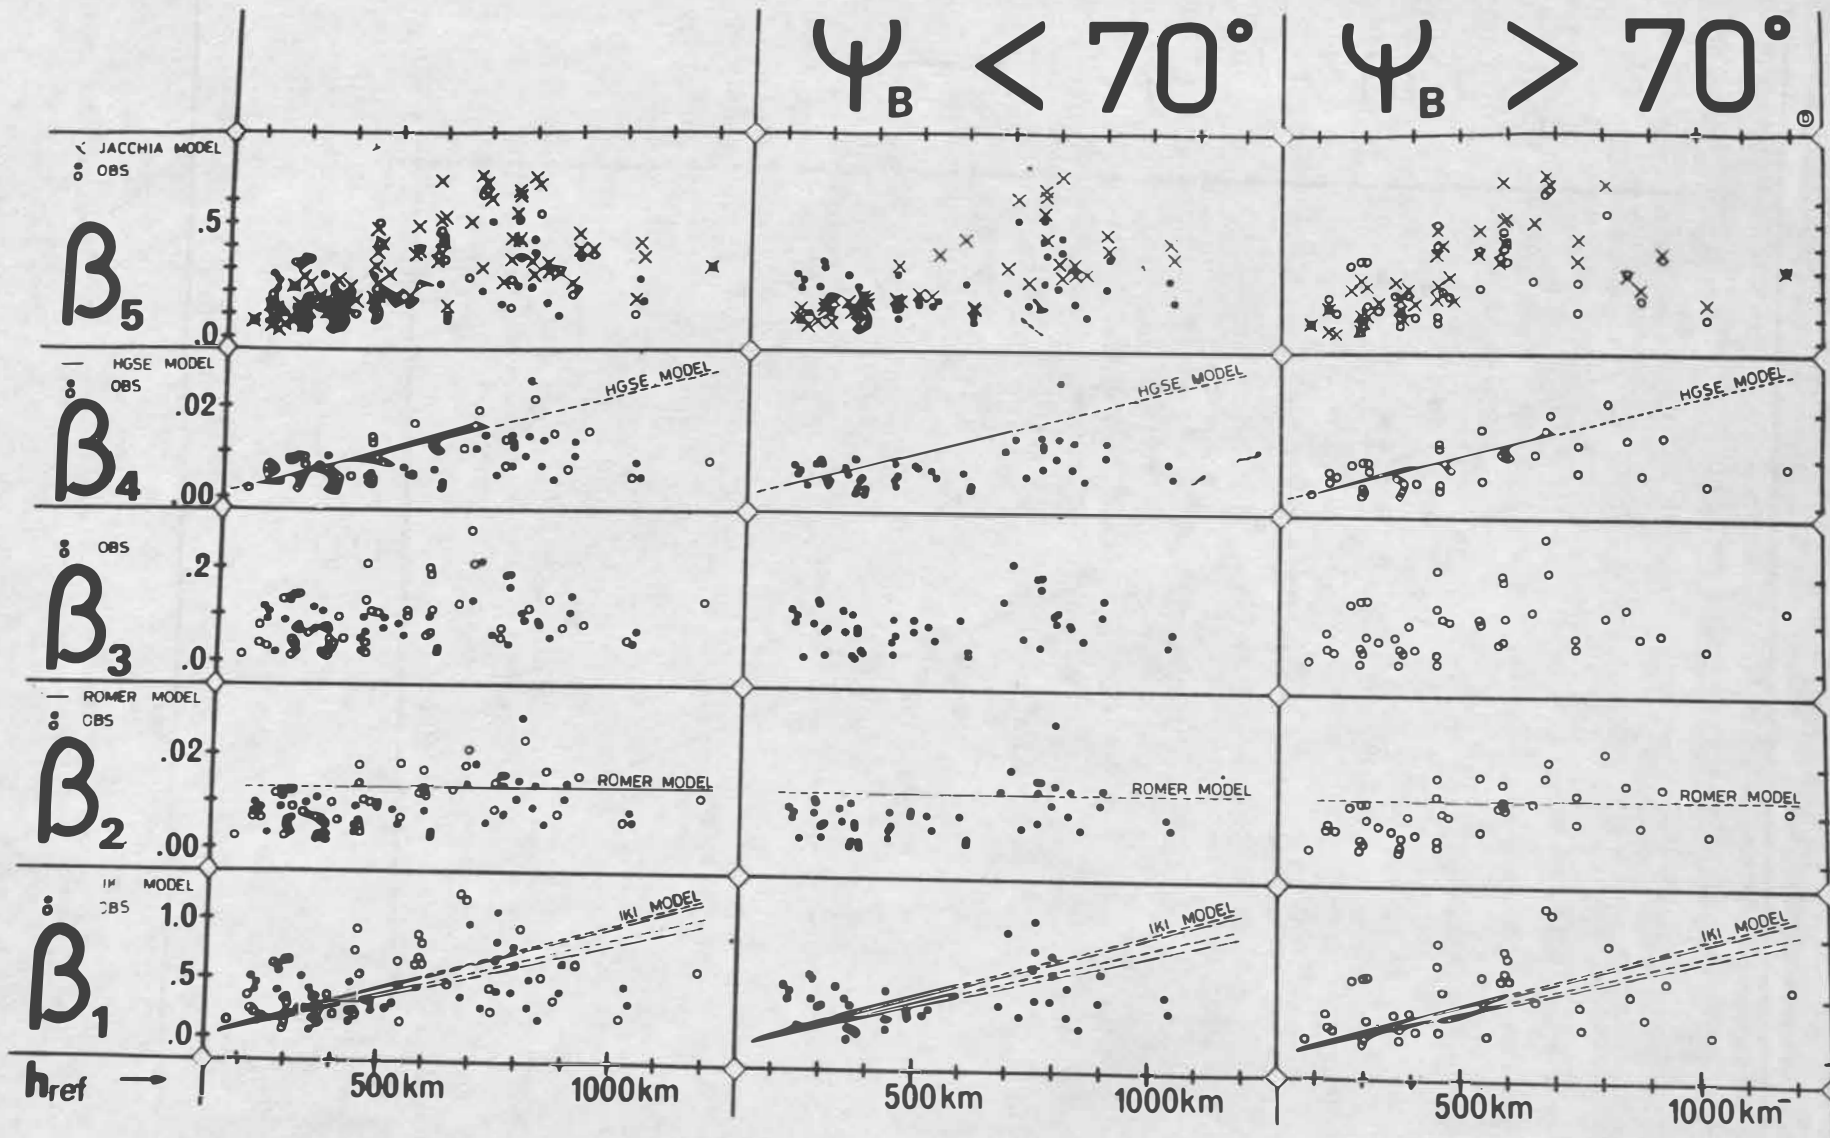 Ψ_B < 70°
Ψ_B > 70°
JACCHIA MODEL
OBS
.5
β5
.0
HGSE MODEL
OBS
.02
β4
.00
HGSE MODEL
HGSE MODEL
HGSE MODEL
OBS
.2
β3
.0
ROMER MODEL
OBS
.02
β2
.00
ROMER MODEL
ROMER MODEL
ROMER MODEL
MODEL
1.0
.5
β1
.0
IKI MODEL
IKI MODEL
IKI MODEL
href →
500km
1000km
500km
1000km
500km
1000km